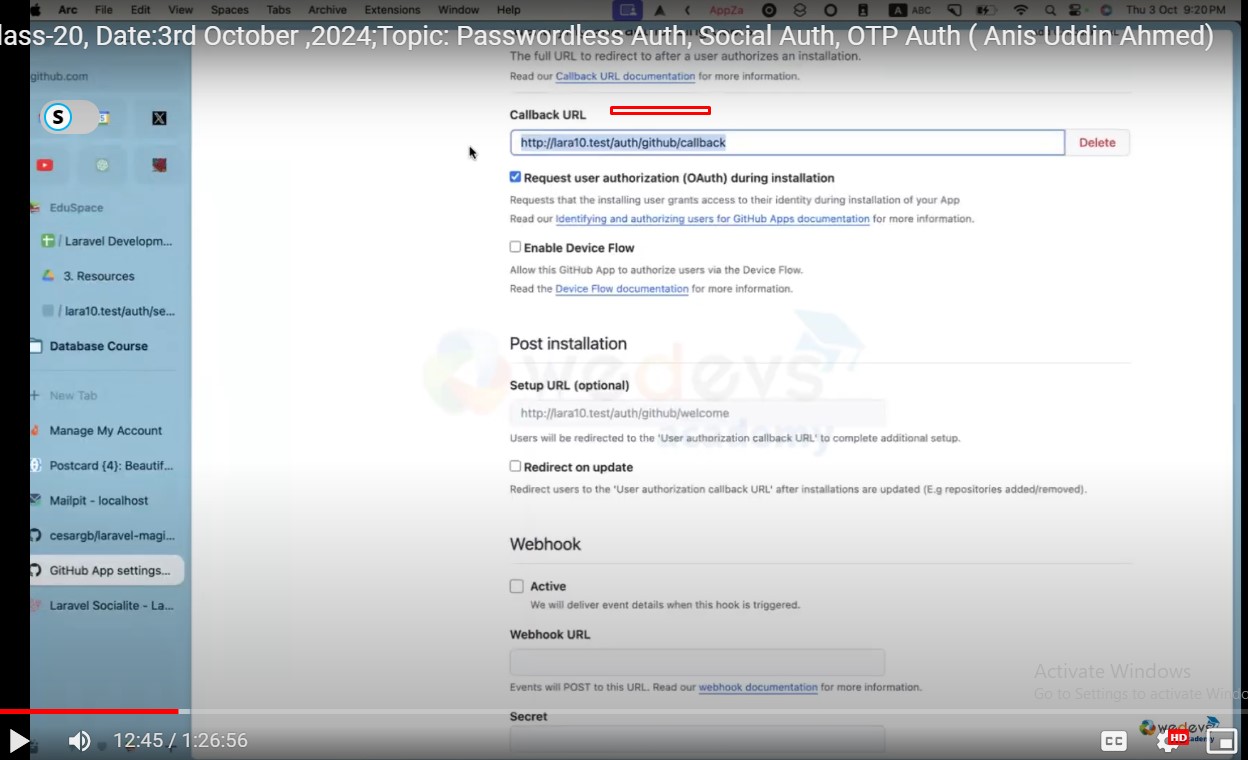 Arc File Edit View Spaces Tabs Archive Extensions Window Help AppZa A ABC Thu 3 Oct 9:20 PM
lass-20, Date:3rd October ,2024;Topic: Passwordless Auth, Social Auth, OTP Auth ( Anis Uddin Ahmed)
The full URL to redirect to after a user authorizes an installation.
github.com
Read our Callback URL documentation for more information.
S
X
Callback URL
http://lara10.test/auth/github/callback
Delete
Request user authorization (OAuth) during installation
Requests that the installing user grants access to their identity during installation of your App
Read our Identifying and authorizing users for GitHub Apps documentation for more information.
Enable Device Flow
Allow this GitHub App to authorize users via the Device Flow.
Read the Device Flow documentation for more information.
EduSpace
/ Laravel Developm...
3. Resources
/ lara10.test/auth/se...
Database Course
New Tab
Manage My Account
Postcard {4}: Beautif...
Mailpit - localhost
cesargb/laravel-magi...
GitHub App settings...
Laravel Socialite - La...
wedevs
academy
Post installation
Setup URL (optional)
http://lara10.test/auth/github/welcome
Users will be redirected to the 'User authorization callback URL' to complete additional setup.
Redirect on update
Redirect users to the 'User authorization callback URL' after installations are updated (E.g repositories added/removed).
Webhook
Active
We will deliver event details when this hook is triggered.
Webhook URL
Events will POST to this URL. Read our webhook documentation for more information.
Secret
Activate Windows
Go to Settings to activate Windo
wedevs
academy
12:45 / 1:26:56
CC
HD